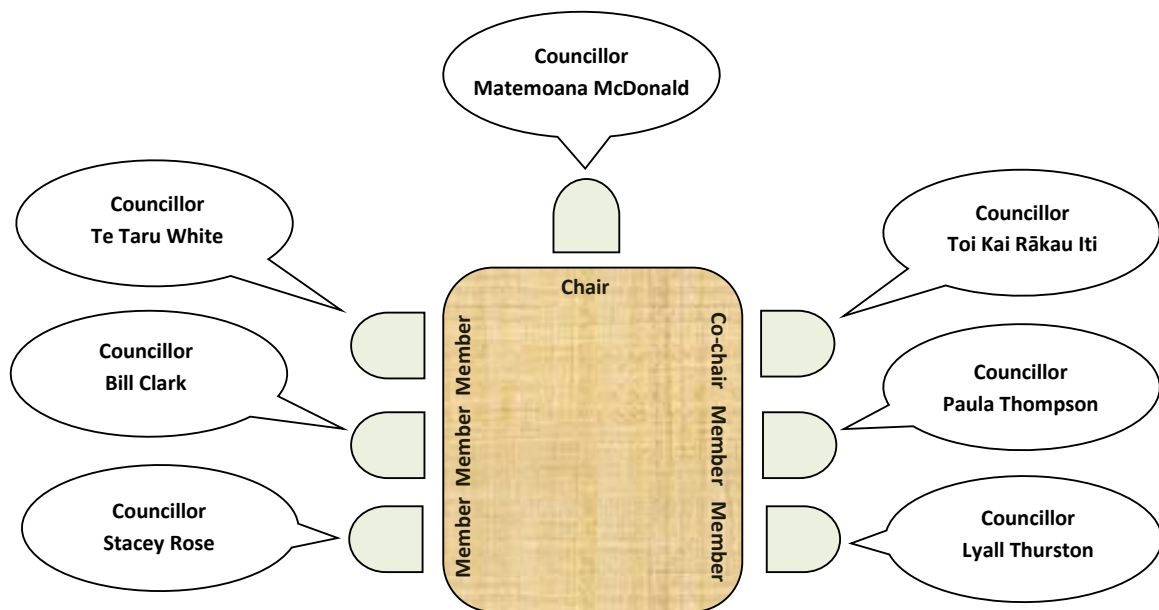 Councillor
Matemoana McDonald
Councillor
Te Taru White
Councillor
Toi Kai Rākau Iti
Chair
Member
Co-chair
Councillor
Bill Clark
Councillor
Paula Thompson
Member
Member
Councillor
Stacey Rose
Councillor
Lyall Thurston
Member
Member